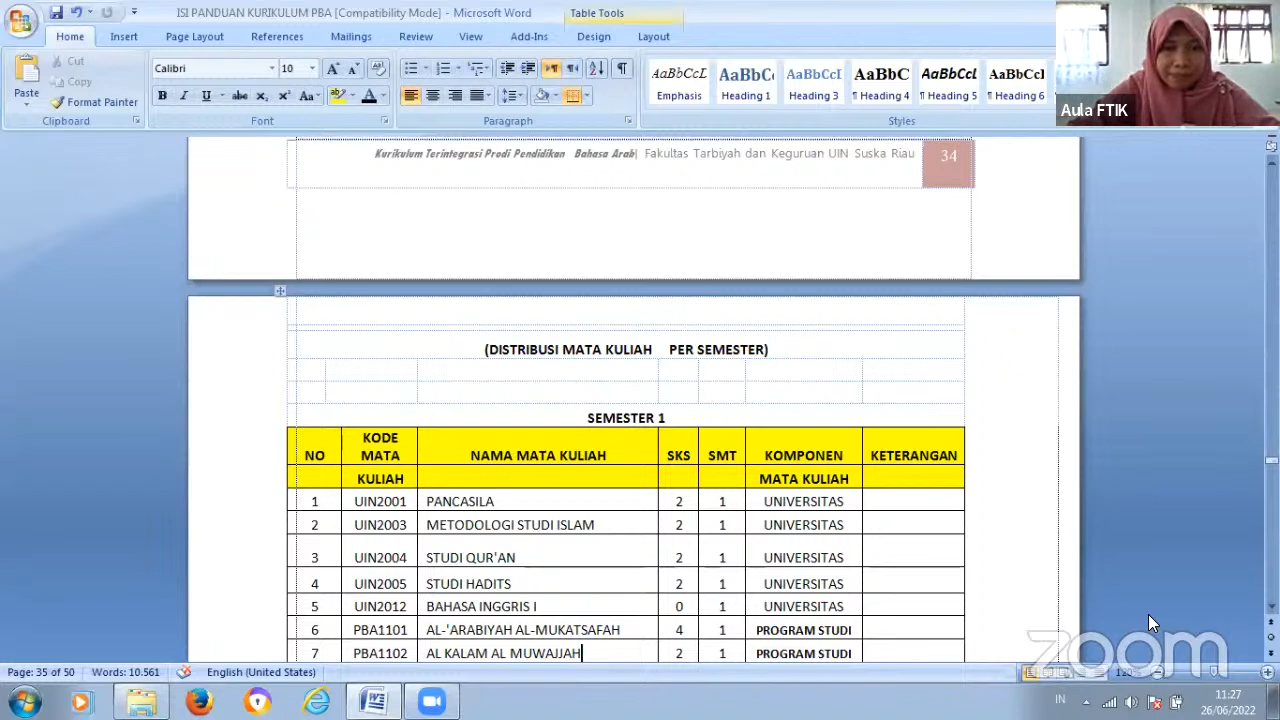 ISI PANDUAN KURIKULUM PBA [Compatibility Mode] - Microsoft Word
Table Tools
Home Insert Page Layout References Mailings Review View Add-Ins Design Layout
Paste
Cut
Copy
Format Painter
Clipboard
Calibri 10
Font
Paragraph
AaBbCcL AaBbCc AaBbCcI AaBbC AaBbCcL AaBbCcI
Emphasis Heading 1 Heading 3 ¶ Heading 4 ¶ Heading 5 ¶ Heading 6
Styles
Aula FTIK
Kurikulum Terintegrasi Prodi Pendidikan Bahasa Arab| Fakultas Tarbiyah dan Keguruan UIN Suska Riau 34
(DISTRIBUSI MATA KULIAH PER SEMESTER)
SEMESTER 1
NO KODE MATA KULIAH NAMA MATA KULIAH SKS SMT KOMPONEN MATA KULIAH KETERANGAN
1 UIN2001 PANCASILA 2 1 UNIVERSITAS
2 UIN2003 METODOLOGI STUDI ISLAM 2 1 UNIVERSITAS
3 UIN2004 STUDI QUR'AN 2 1 UNIVERSITAS
4 UIN2005 STUDI HADITS 2 1 UNIVERSITAS
5 UIN2012 BAHASA INGGRIS I 0 1 UNIVERSITAS
6 PBA1101 AL-'ARABIYAH AL-MUKATSAFAH 4 1 PROGRAM STUDI
7 PBA1102 AL KALAM AL MUWAJJAH 2 1 PROGRAM STUDI
zoom
Page: 35 of 50 Words: 10.561 English (United States) 120%
IN
11:27
26/06/2022